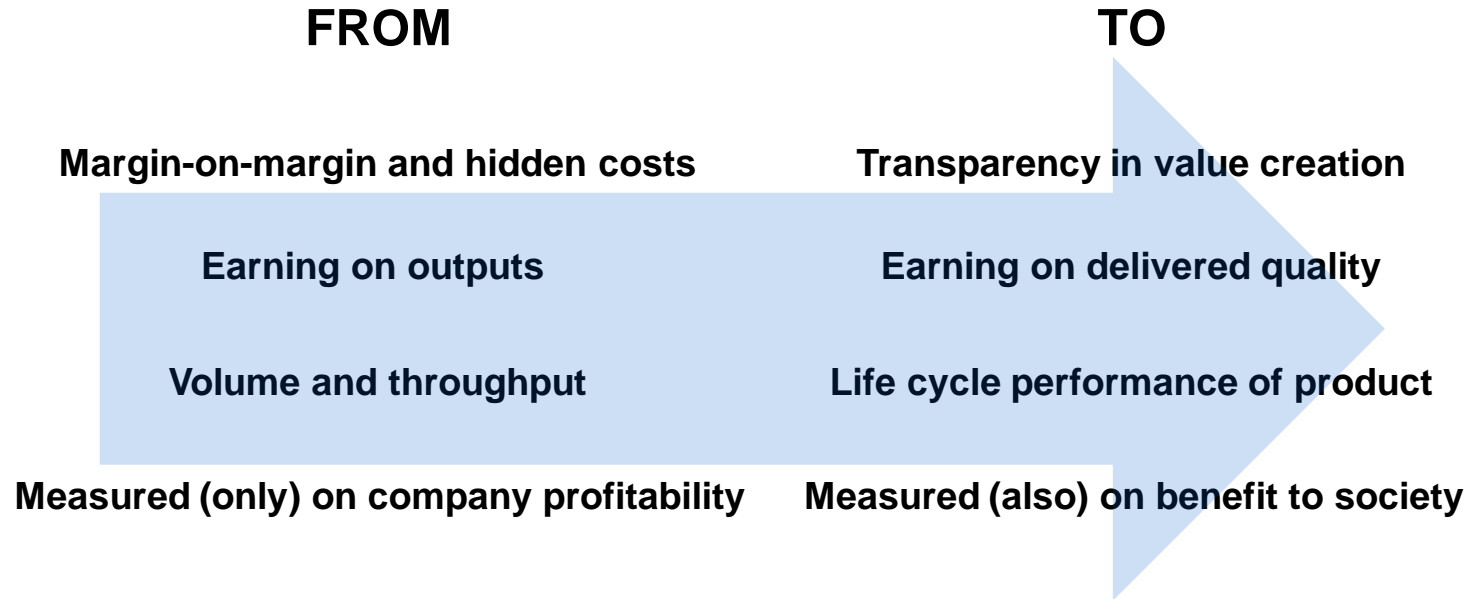 FROM
TO
Margin-on-margin and hidden costs
Transparency in value creation
Earning on outputs
Earning on delivered quality
Volume and throughput
Life cycle performance of product
Measured (only) on company profitability
Measured (also) on benefit to society